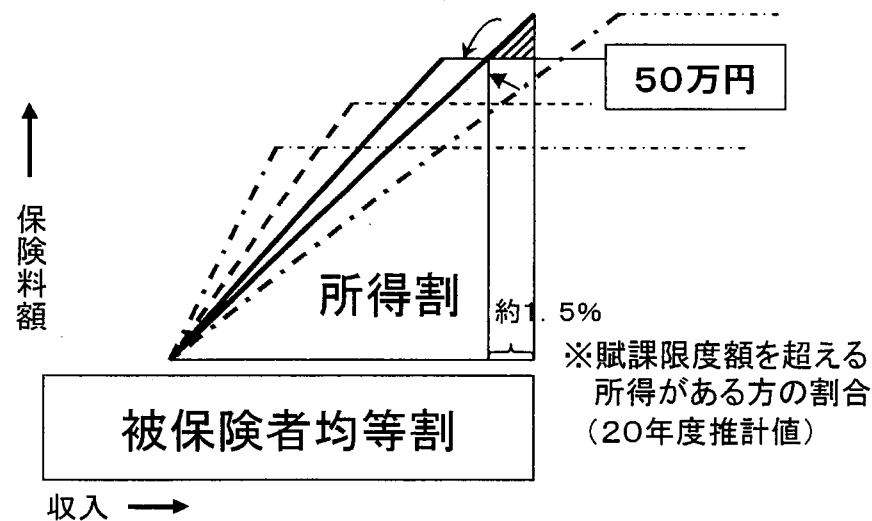 50万円
保険料額
所得割
約1.5%
※賦課限度額を超える
所得がある方の割合
(20年度推計値)
被保険者均等割
収入